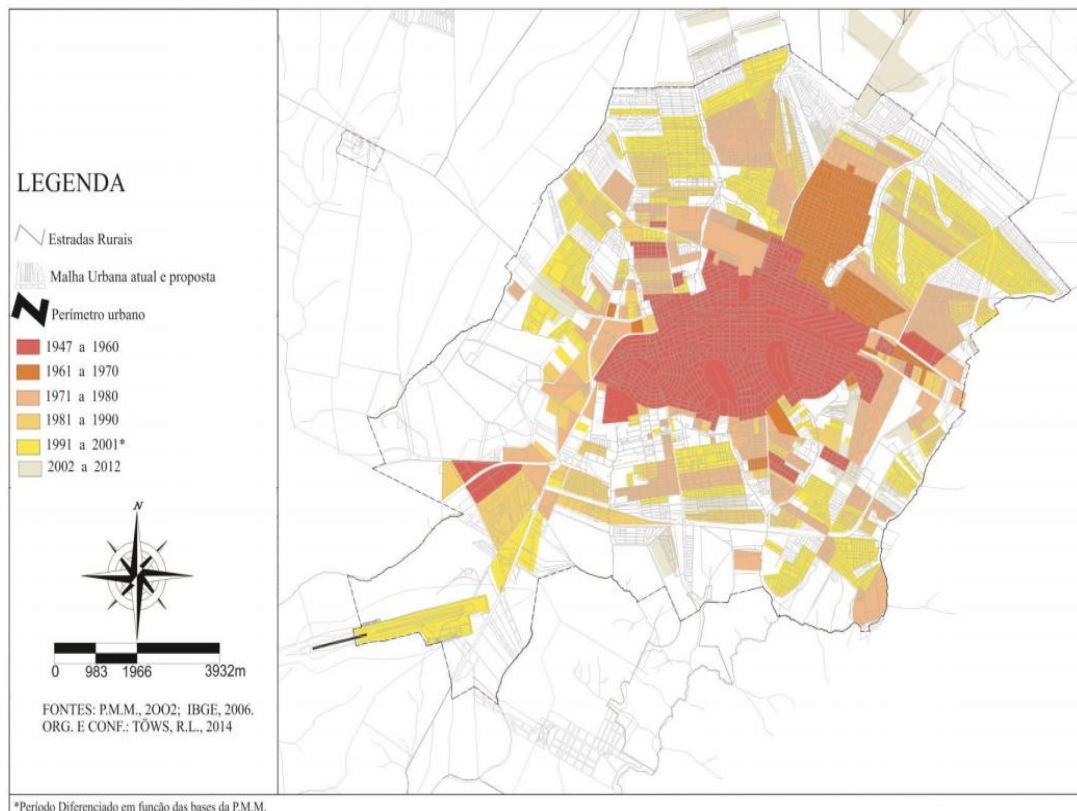 LEGENDA
Estradas Rurais
Malha Urbana atual e proposta
Perímetro urbano
1947 a 1960
1961 a 1970
1971 a 1980
1981 a 1990
1991 a 2001*
2002 a 2012
N
0 983 1966 3932m
FONTES: P.M.M., 2OO2; IBGE, 2006.
ORG. E CONF.: TÖWS, R.L., 2014
*Período Diferenciado em função das bases da P.M.M.